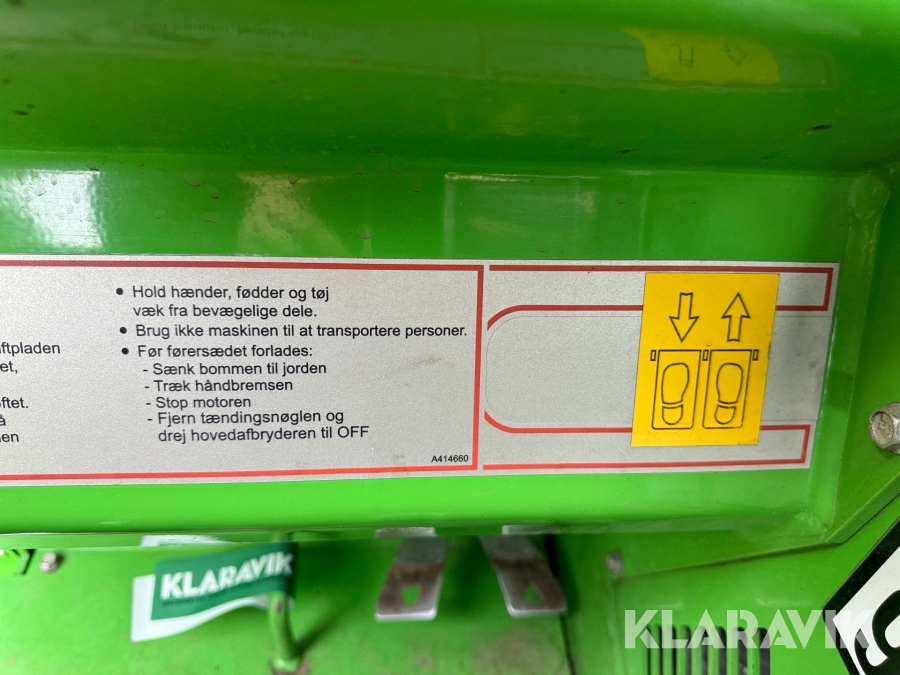 • Hold hænder, fødder og tøj
væk fra bevægelige dele.
• Brug ikke maskinen til at transportere personer.
• Før førersædet forlades:
- Sænk bommen til jorden
- Træk håndbremsen
- Stop motoren
- Fjern tændingsnøglen og
drej hovedafbryderen til OFF
A414660
KLARAVIK
KLARAVIK